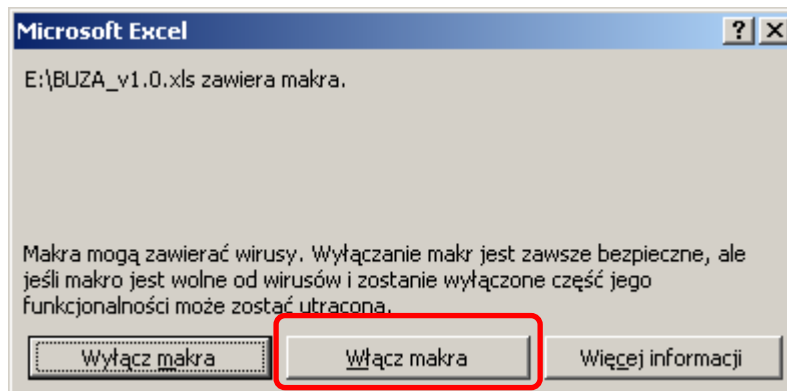 Microsoft Excel
E:\BUZA_v1.0.xls zawiera makra.
Makra mogą zawierać wirusy. Wyłączanie makr jest zawsze bezpieczne, ale
jeśli makro jest wolne od wirusów i zostanie wyłączone część jego
funkcjonalności może zostać utracona.
Wyłącz makra Włącz makra Więcej informacji